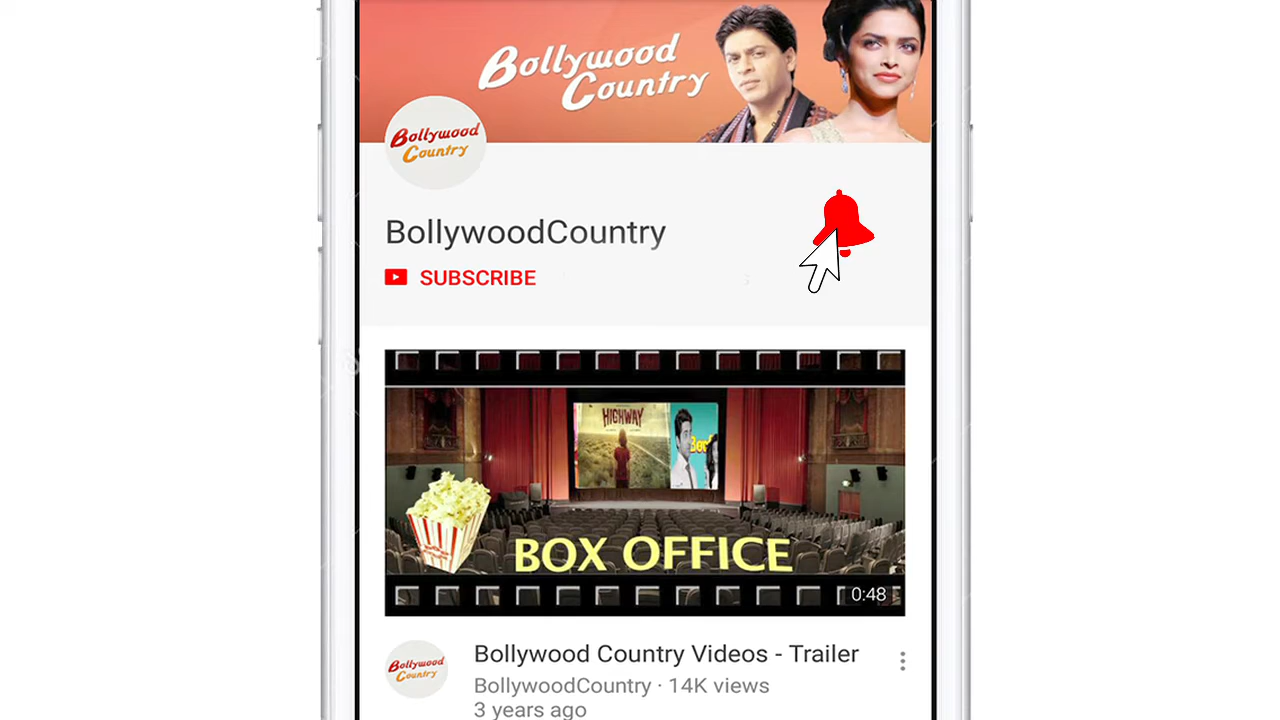 Bollywood
Country
Bollywood
Country
BollywoodCountry
SUBSCRIBE
HIGHWAY
BOX OFFICE
0:48
Bollywood
Country
Bollywood Country Videos - Trailer
BollywoodCountry · 14K views
3 years ago